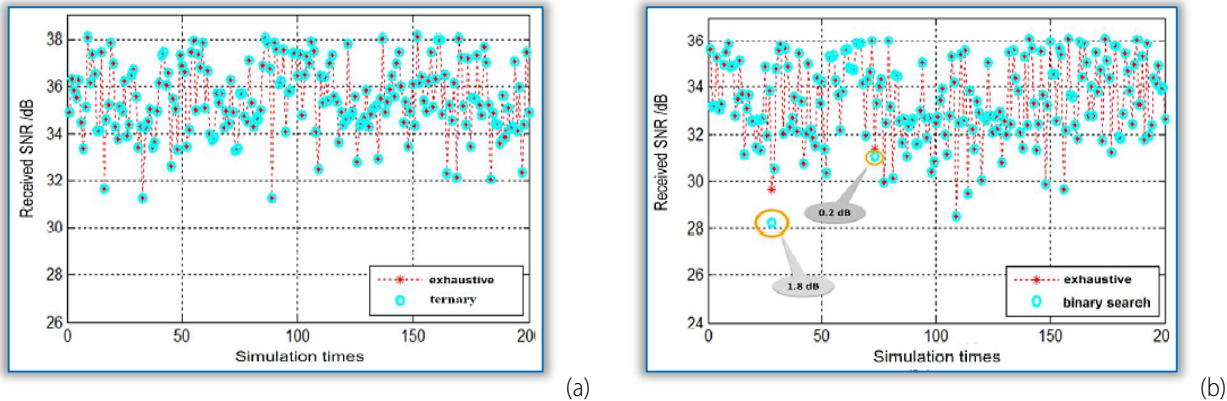 38
36
34
32
30
28
26
0
50
100
150
200
Received SNR /dB
Simulation times
exhaustive
ternary
(a)
36
34
32
30
28
26
24
0
50
100
150
20
Received SNR /dB
Simulation times
0.2 dB
1.8 dB
exhaustive
binary search
(b)